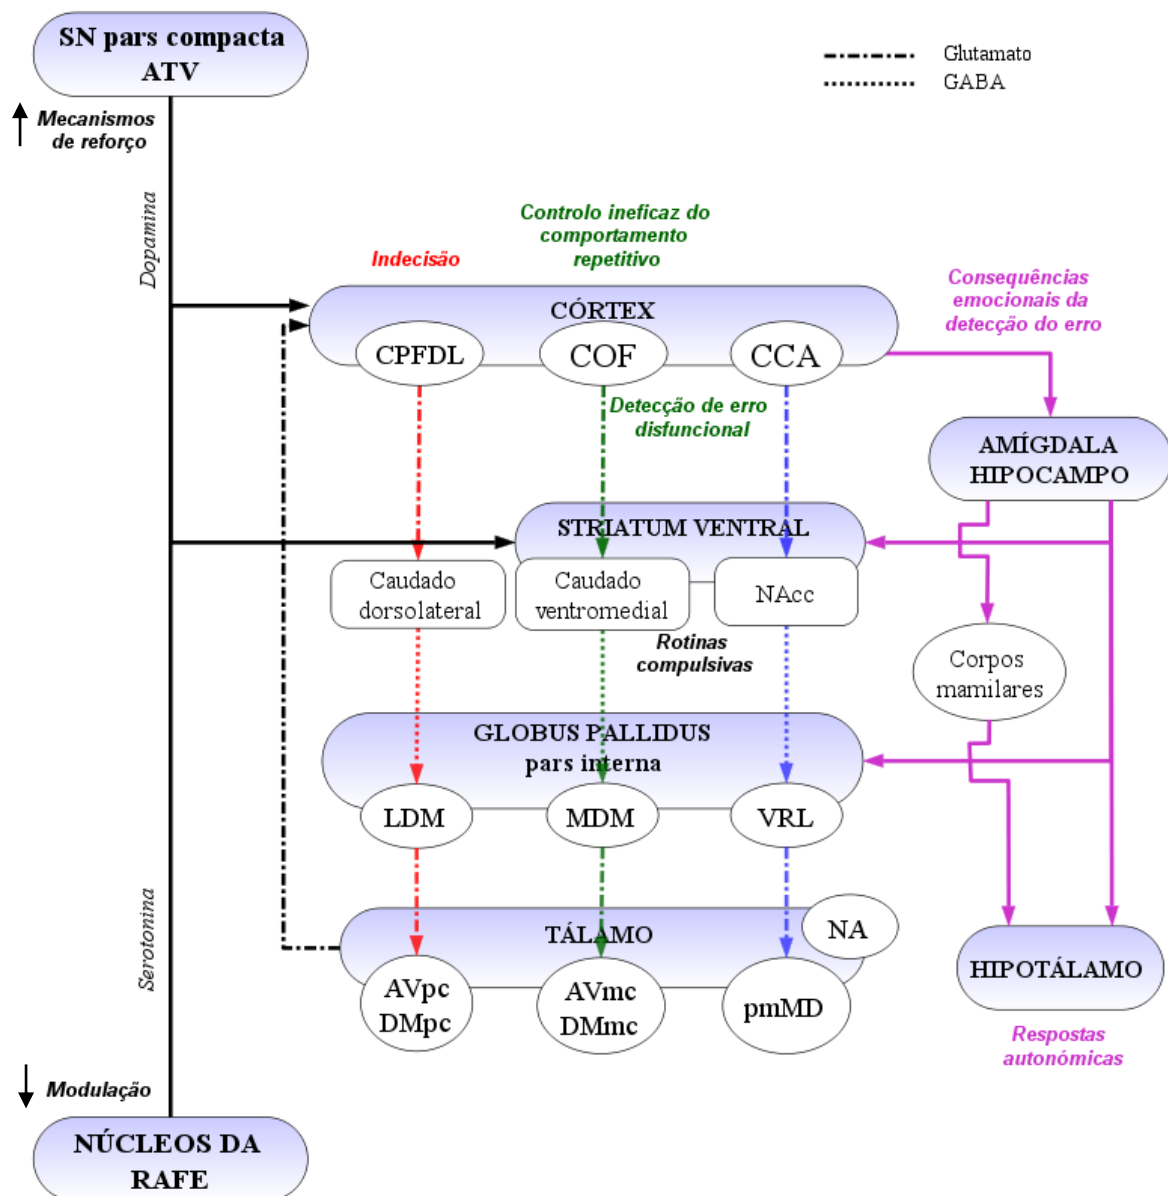 SN pars compacta
ATV
Glutamato
GABA
Mecanismos
de reforço
Dopamina
Controlo ineficaz do
comportamento
repetitivo
Indecisão
Consequências
emocionais da
detecção do erro
CÓRTEX
CPFDL
COF
CCA
Detecção de erro
disfuncional
AMÍGDALA
HIPOCAMPO
STRIATUM VENTRAL
Caudado
dorsolateral
Caudado
ventromedial
NAcc
Rotinas
compulsivas
Corpos
mamilares
GLOBUS PALLIDUS
pars interna
LDM
MDM
VRL
Serotonina
TÁLAMO
NA
AVpc
DMpc
AVmc
DMmc
pmMD
HIPOTÁLAMO
Respostas
autonómicas
Modulação
NÚCLEOS DA
RAFE